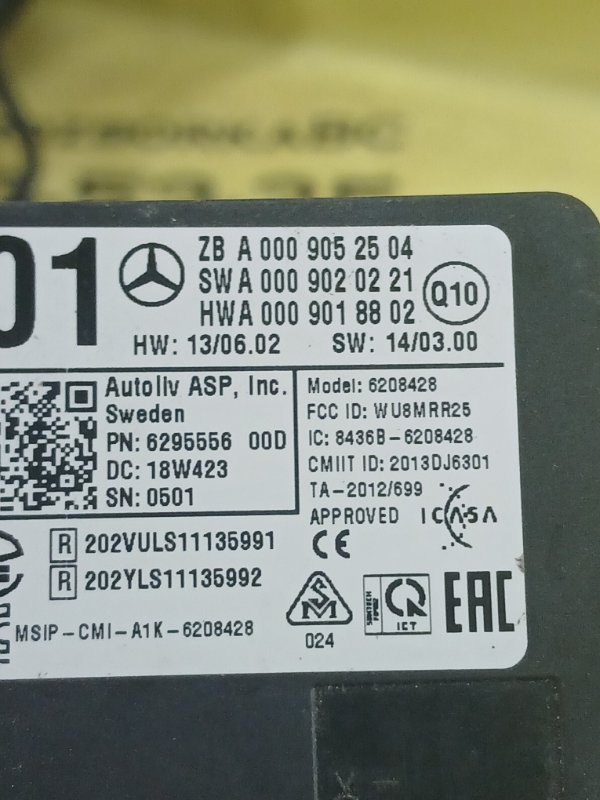 01
ZB A 000 905 25 04
SW A 000 902 02 21
HW A 000 901 88 02
Q10
HW: 13/06.02 SW: 14/03.00
Autoliv ASP, Inc.
Sweden
PN: 6295556 00D
DC: 18W423
SN: 0501
Model: 6208428
FCC ID: WU8MRR25
IC: 8436B-6208428
CMIIT ID: 2013DJ6301
TA-2012/699
APPROVED ICASA
R 202VULS11135991
R 202YLS11135992
CE
MSIP-CMI-A1K-6208428
024
ICT
EAC